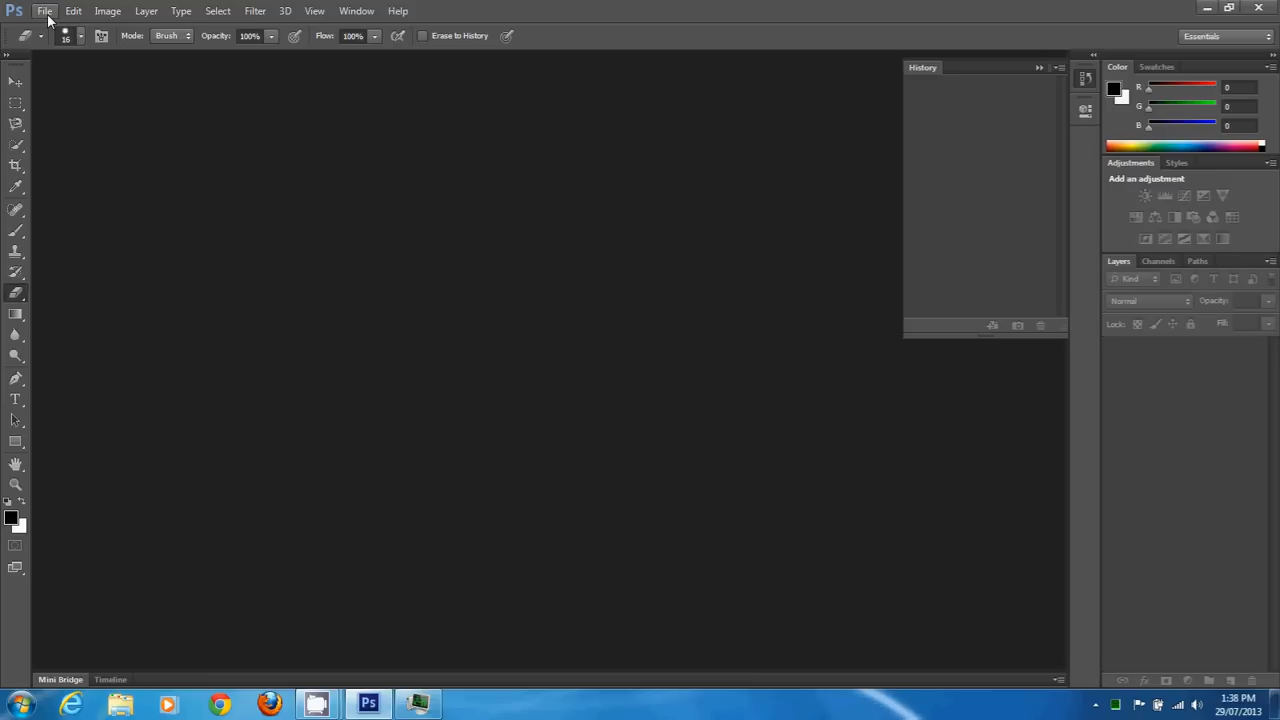 Ps File Edit Image Layer Type Select Filter 3D View Window Help
16 Mode: Brush Opacity: 100% Flow: 100% Erase to History Essentials
History
Color Swatches
R 0
G 0
B 0
Adjustments Styles
Add an adjustment
Layers Channels Paths
Kind
Normal Opacity:
Lock: Fill:
Mini Bridge Timeline
Ps
1:38 PM
29/07/2013